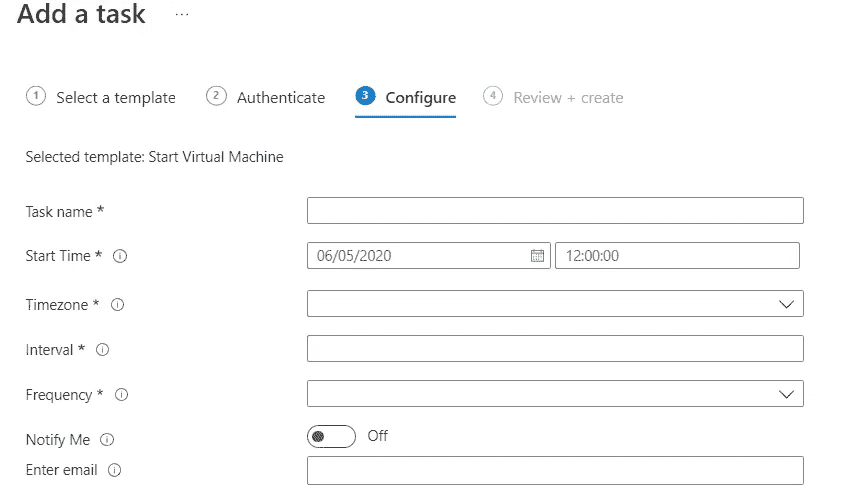 Add a task ...
1 Select a template 2 Authenticate 3 Configure 4 Review + create
Selected template: Start Virtual Machine
Task name *
Start Time * 06/05/2020 12:00:00
Timezone *
Interval *
Frequency *
Notify Me Off
Enter email